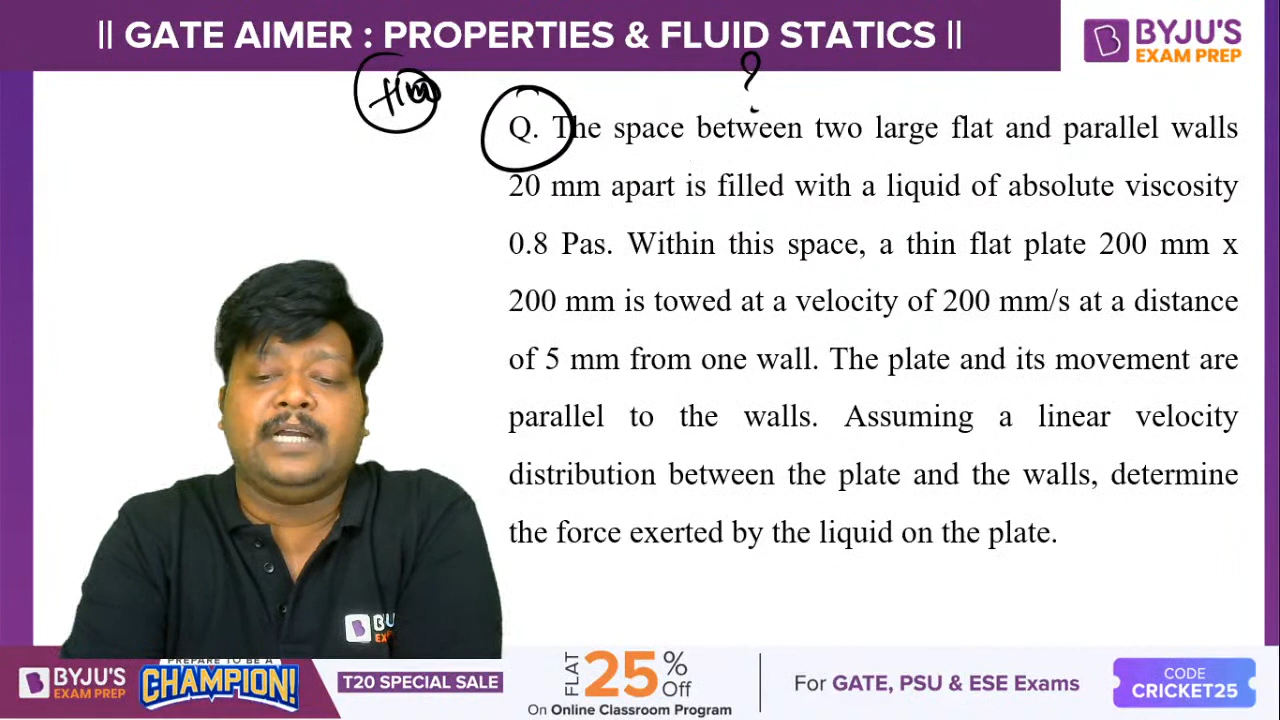 || GATE AIMER : PROPERTIES & FLUID STATICS ||
BYJU'S
EXAM PREP
Q. The space between two large flat and parallel walls
20 mm apart is filled with a liquid of absolute viscosity
0.8 Pas. Within this space, a thin flat plate 200 mm x
200 mm is towed at a velocity of 200 mm/s at a distance
of 5 mm from one wall. The plate and its movement are
parallel to the walls. Assuming a linear velocity
distribution between the plate and the walls, determine
the force exerted by the liquid on the plate.
BYJU'S
EXAM PREP
PREPARE TO BE A
CHAMPION!
T20 SPECIAL SALE
FLAT 25% Off
On Online Classroom Program
For GATE, PSU & ESE Exams
CODE
CRICKET25